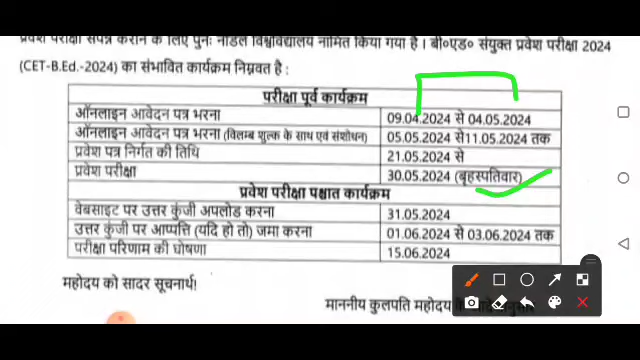 प्रवेश परीक्षा संपन्न कराने के लिए पुनः नोडल विश्वविद्यालय नामित किया गया है। बी०एड० संयुक्त प्रवेश परीक्षा 2024
(CET-B.Ed.-2024) का संभावित कार्यक्रम निम्नवत है :
परीक्षा पूर्व कार्यक्रम
ऑनलाइन आवेदन पत्र भरना 09.04.2024 से 04.05.2024
ऑनलाइन आवेदन पत्र भरना (विलम्ब शुल्क के साथ एवं संशोधन) 05.05.2024 से11.05.2024 तक
प्रवेश पत्र निर्गत की तिथि 21.05.2024 से
प्रवेश परीक्षा 30.05.2024 (बृहस्पतिवार)
प्रवेश परीक्षा पश्चात कार्यक्रम
वेबसाइट पर उत्तर कुंजी अपलोड करना 31.05.2024
उत्तर कुंजी पर आप्पत्ति (यदि हो तो) जमा करना 01.06.2024 से 03.06.2024 तक
परीक्षा परिणाम की घोषणा 15.06.2024
महोदय को सादर सूचनार्थ!
माननीय कुलपति महोदय के